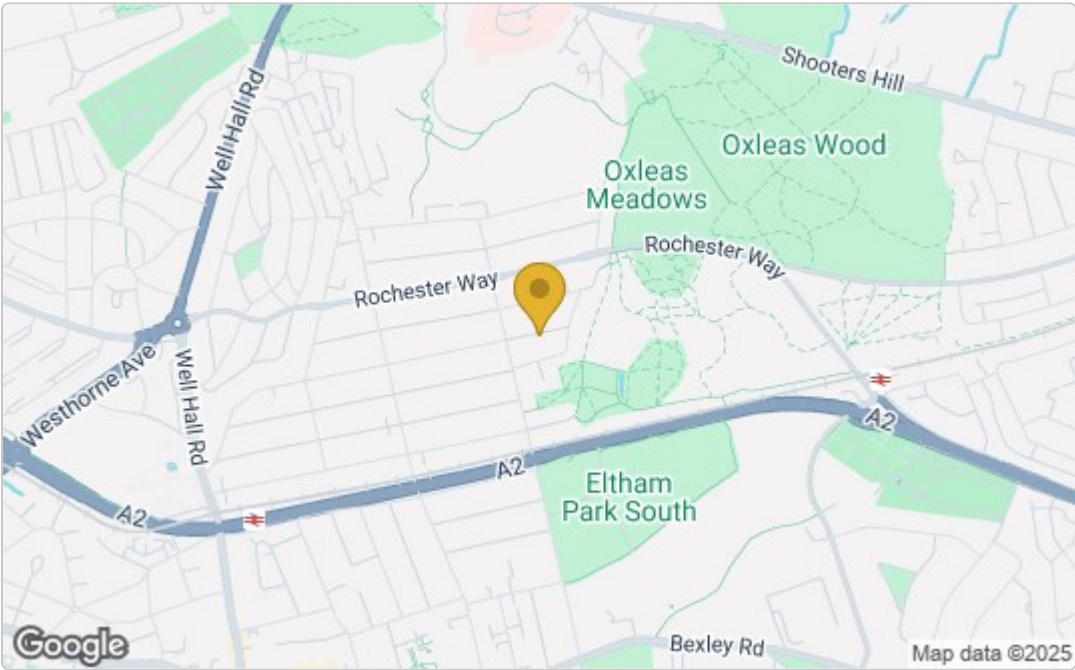 Shooters Hill
Well Hall Rd
Oxleas Wood
Oxleas
Meadows
Rochester Way
Rochester Way
Westhorne Ave
Well Hall Rd
A2
A2
Eltham
Park South
A2
Bexley Rd
Google
Map data ©2025